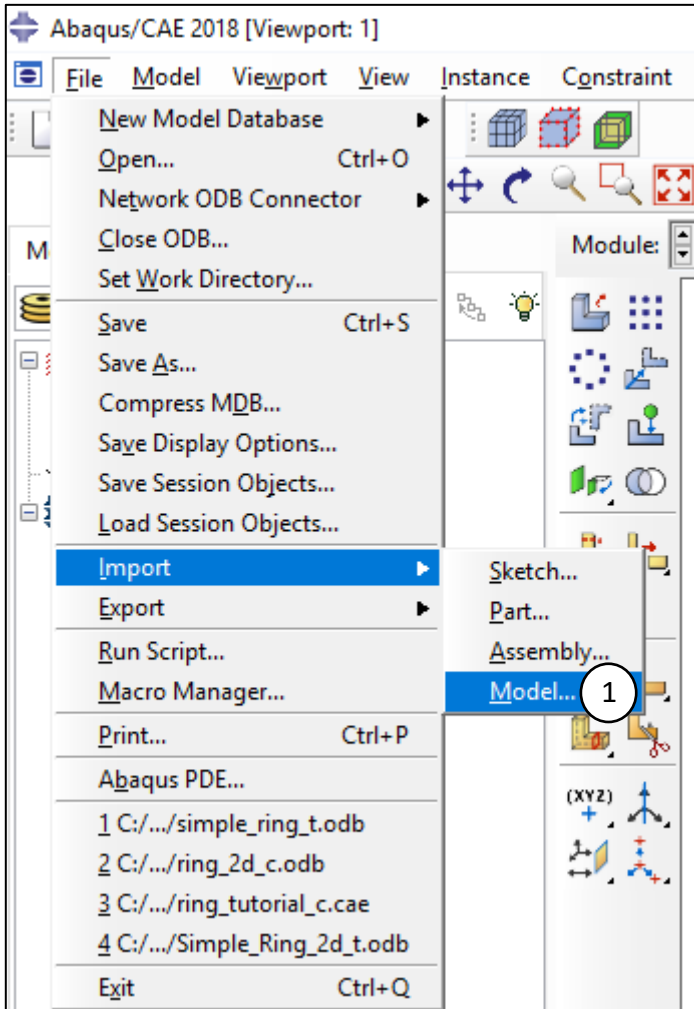 Abaqus/CAE 2018 [Viewport: 1]
File Model Viewport View Instance Constraint
New Model Database
Open... Ctrl+O
Network ODB Connector
Close ODB...
Module:
Set Work Directory...
Save Ctrl+S
Save As...
Compress MDB...
Save Display Options...
Save Session Objects...
Load Session Objects...
Import
Sketch...
Export
Part...
Run Script...
Assembly...
Macro Manager...
Model... 1
Print... Ctrl+P
Abaqus PDE...
(XYZ)
1 C:/.../simple_ring_t.odb
2 C:/.../ring_2d_c.odb
3 C:/.../ring_tutorial_c.cae
4 C:/.../Simple_Ring_2d_t.odb
Exit Ctrl+Q